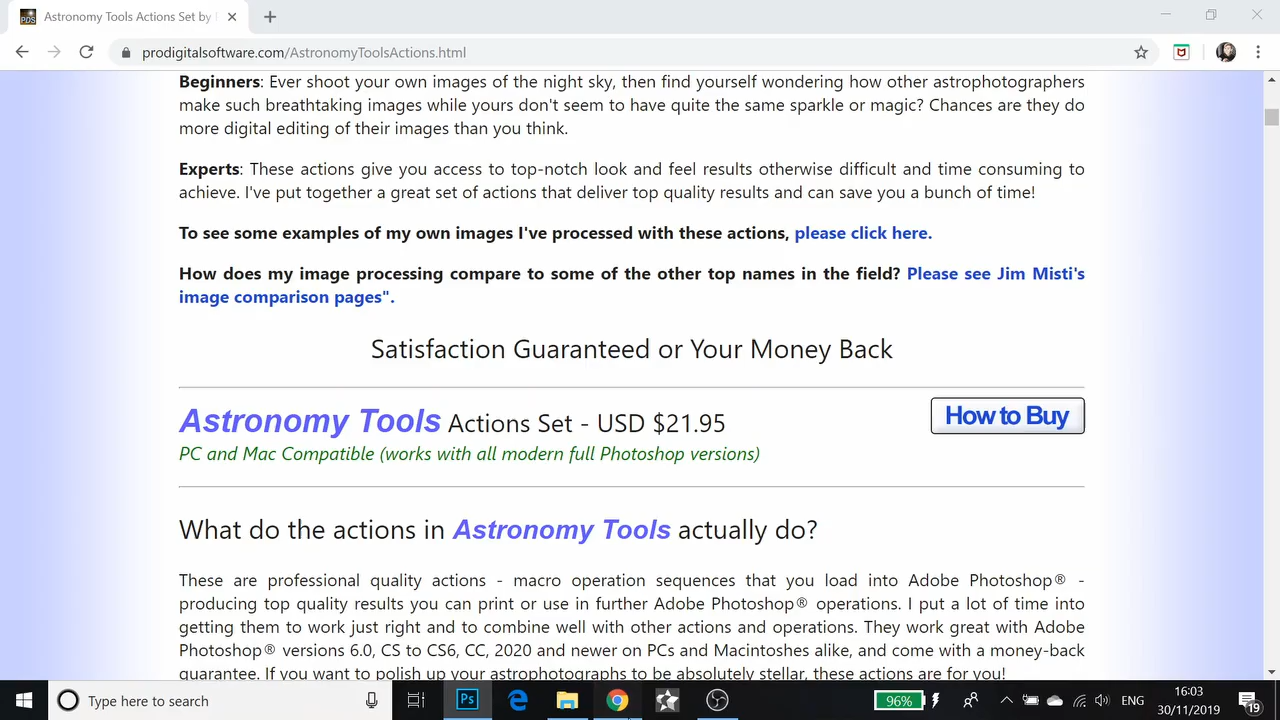 Astronomy Tools Actions Set by
prodigitalsoftware.com/AstronomyToolsActions.html
Beginners: Ever shoot your own images of the night sky, then find yourself wondering how other astrophotographers
make such breathtaking images while yours don't seem to have quite the same sparkle or magic? Chances are they do
more digital editing of their images than you think.
Experts: These actions give you access to top-notch look and feel results otherwise difficult and time consuming to
achieve. I've put together a great set of actions that deliver top quality results and can save you a bunch of time!
To see some examples of my own images I've processed with these actions, please click here.
How does my image processing compare to some of the other top names in the field? Please see Jim Misti's
image comparison pages".
Satisfaction Guaranteed or Your Money Back
Astronomy Tools Actions Set - USD $21.95
How to Buy
PC and Mac Compatible (works with all modern full Photoshop versions)
What do the actions in Astronomy Tools actually do?
These are professional quality actions - macro operation sequences that you load into Adobe Photoshop® -
producing top quality results you can print or use in further Adobe Photoshop® operations. I put a lot of time into
getting them to work just right and to combine well with other actions and operations. They work great with Adobe
Photoshop® versions 6.0, CS to CS6, CC, 2020 and newer on PCs and Macintoshes alike, and come with a money-back
guarantee. If you want to polish up your astrophotographs to be absolutely stellar, these actions are for you!
Type here to search
Ps
96%
ENG
16:03
30/11/2019
19